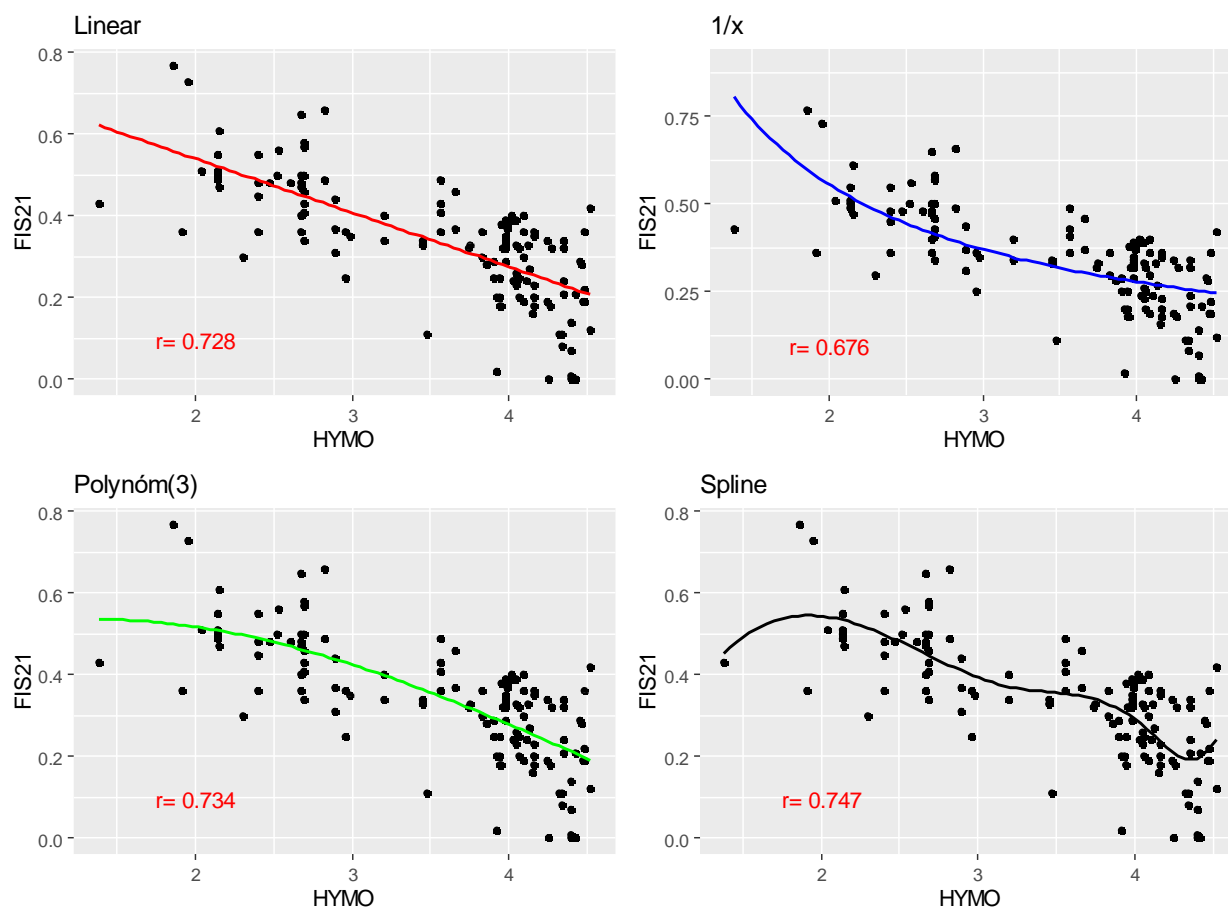 Linear
0.8
0.6
0.4
0.2
0.0
FIS21
r= 0.728
2 3 4
HYMO
1/x
0.75
0.50
0.25
0.00
FIS21
r= 0.676
2 3 4
HYMO
Polynóm(3)
0.8
0.6
0.4
0.2
0.0
FIS21
r= 0.734
2 3 4
HYMO
Spline
0.8
0.6
0.4
0.2
0.0
FIS21
r= 0.747
2 3 4
HYMO